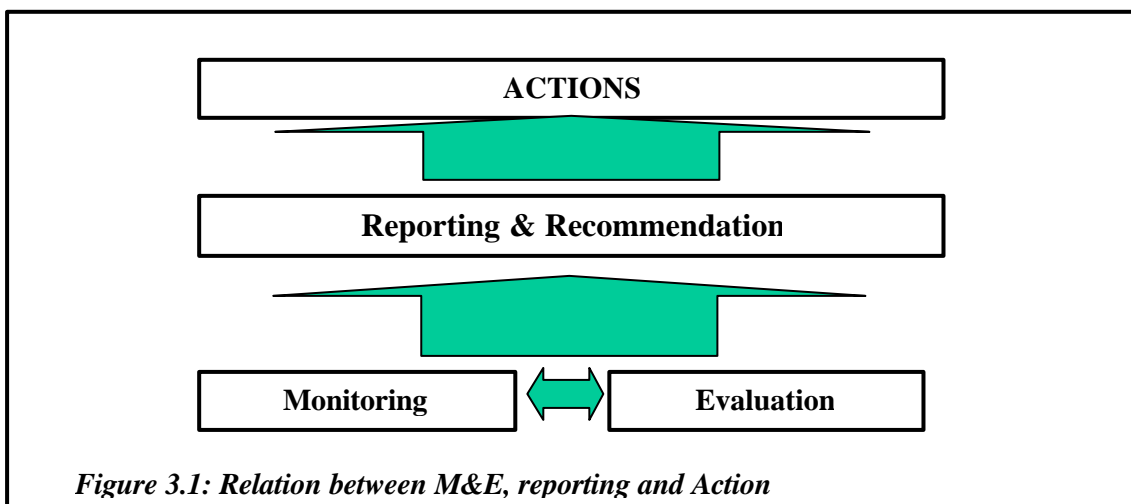 ACTIONS
Reporting & Recommendation
Monitoring
Evaluation
Figure 3.1: Relation between M&E, reporting and Action